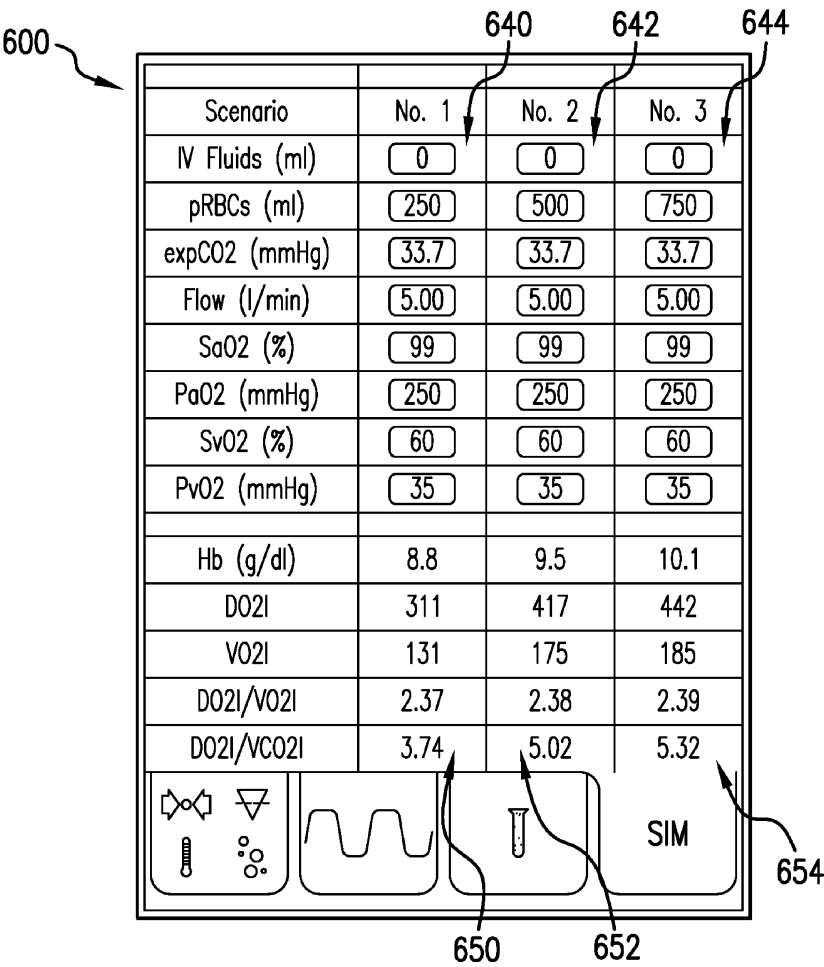 640 642 644
600
Scenario No. 1 No. 2 No. 3
IV Fluids (ml) 0 0 0
pRBCs (ml) 250 500 750
expCO2 (mmHg) 33.7 33.7 33.7
Flow (l/min) 5.00 5.00 5.00
SaO2 (%) 99 99 99
PaO2 (mmHg) 250 250 250
SvO2 (%) 60 60 60
PvO2 (mmHg) 35 35 35
Hb (g/dl) 8.8 9.5 10.1
DO2I 311 417 442
VO2I 131 175 185
DO2I/VO2I 2.37 2.38 2.39
DO2I/VCO2I 3.74 5.02 5.32
SIM
654
650 652